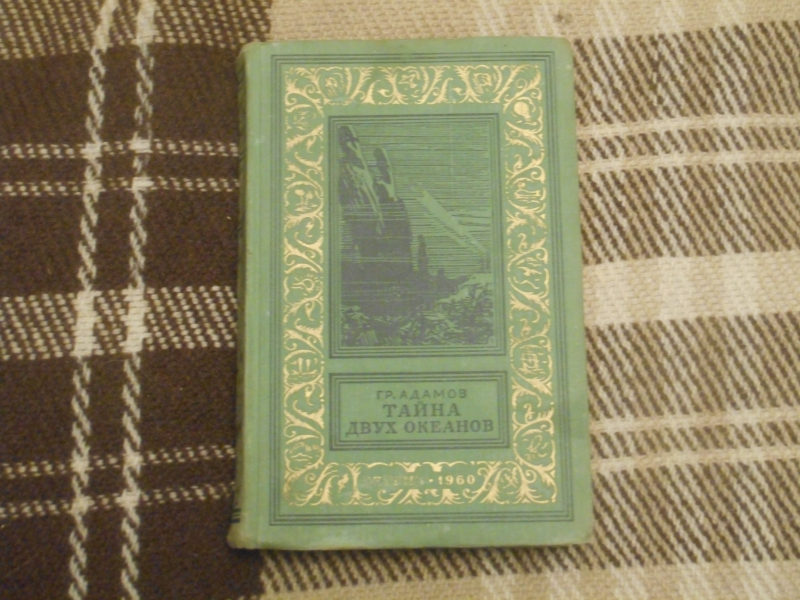 ГР. АДАМОВ
ТАЙНА
ДВУХ ОКЕАНОВ
• 1960